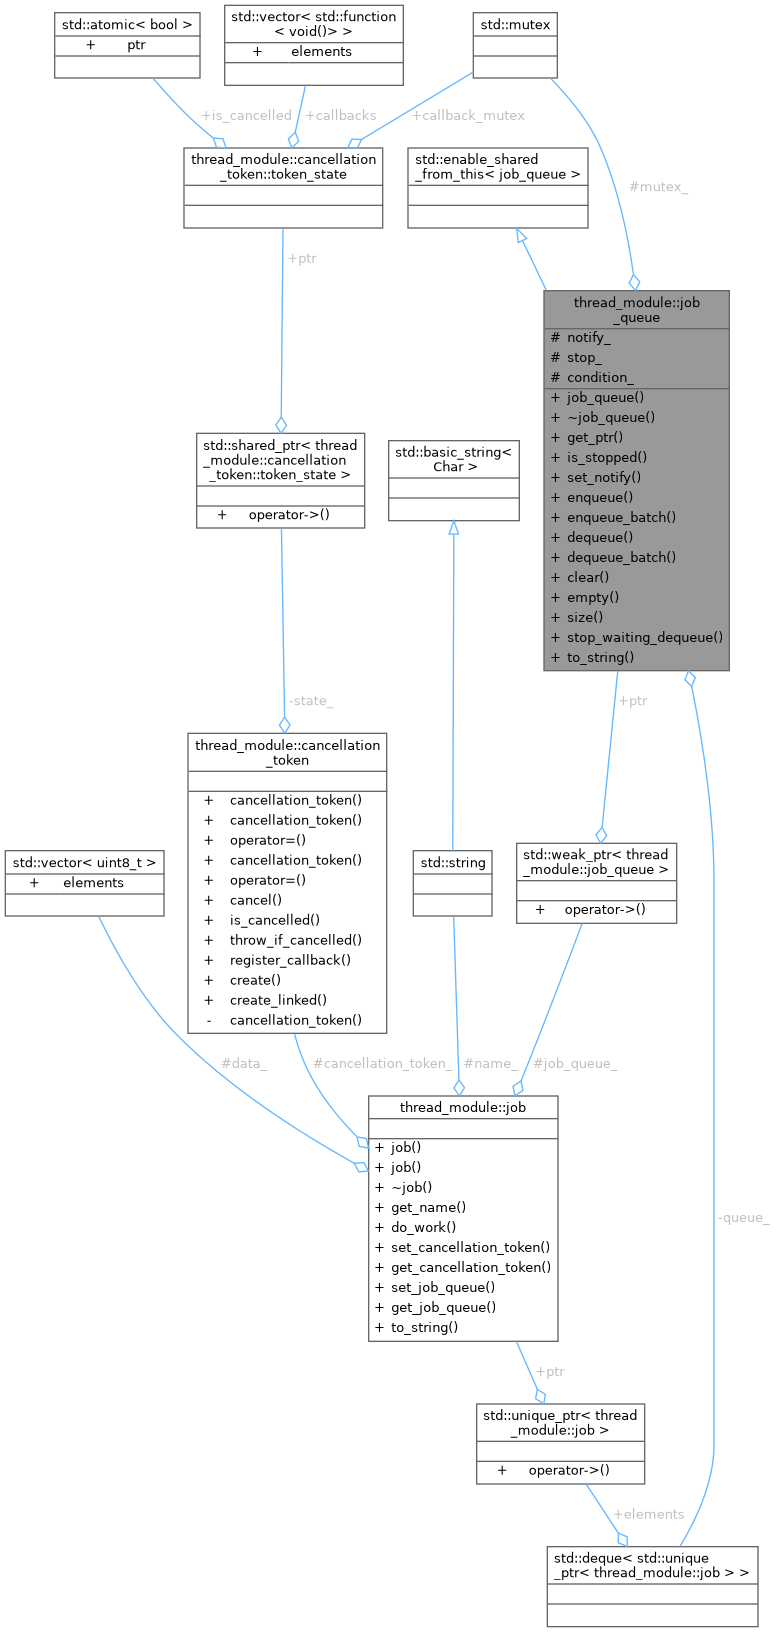 std::atomic< bool >
+ ptr
std::vector< std::function
< void()> >
+ elements
std::mutex
+is_cancelled
+callbacks
+callback_mutex
thread_module::cancellation
_token::token_state
std::enable_shared
_from_this< job_queue >
#mutex_
+ptr
thread_module::job
_queue
# notify_
# stop_
# condition_
+ job_queue()
+ ~job_queue()
+ get_ptr()
+ is_stopped()
+ set_notify()
+ enqueue()
+ enqueue_batch()
+ dequeue()
+ dequeue_batch()
+ clear()
+ empty()
+ size()
+ stop_waiting_dequeue()
+ to_string()
std::shared_ptr< thread
_module::cancellation
_token::token_state >
+ operator->()
std::basic_string<
Char >
-state_
+ptr
thread_module::cancellation
_token
+ cancellation_token()
+ cancellation_token()
+ operator=()
+ cancellation_token()
+ operator=()
+ cancel()
+ is_cancelled()
+ throw_if_cancelled()
+ register_callback()
+ create()
+ create_linked()
- cancellation_token()
std::vector< uint8_t >
+ elements
std::string
std::weak_ptr< thread
_module::job_queue >
+ operator->()
#data_
#cancellation_token_
#name_
#job_queue_
thread_module::job
+ job()
+ job()
+ ~job()
+ get_name()
+ do_work()
+ set_cancellation_token()
+ get_cancellation_token()
+ set_job_queue()
+ get_job_queue()
+ to_string()
-queue_
+ptr
std::unique_ptr< thread
_module::job >
+ operator->()
+elements
std::deque< std::unique
_ptr< thread_module::job > >